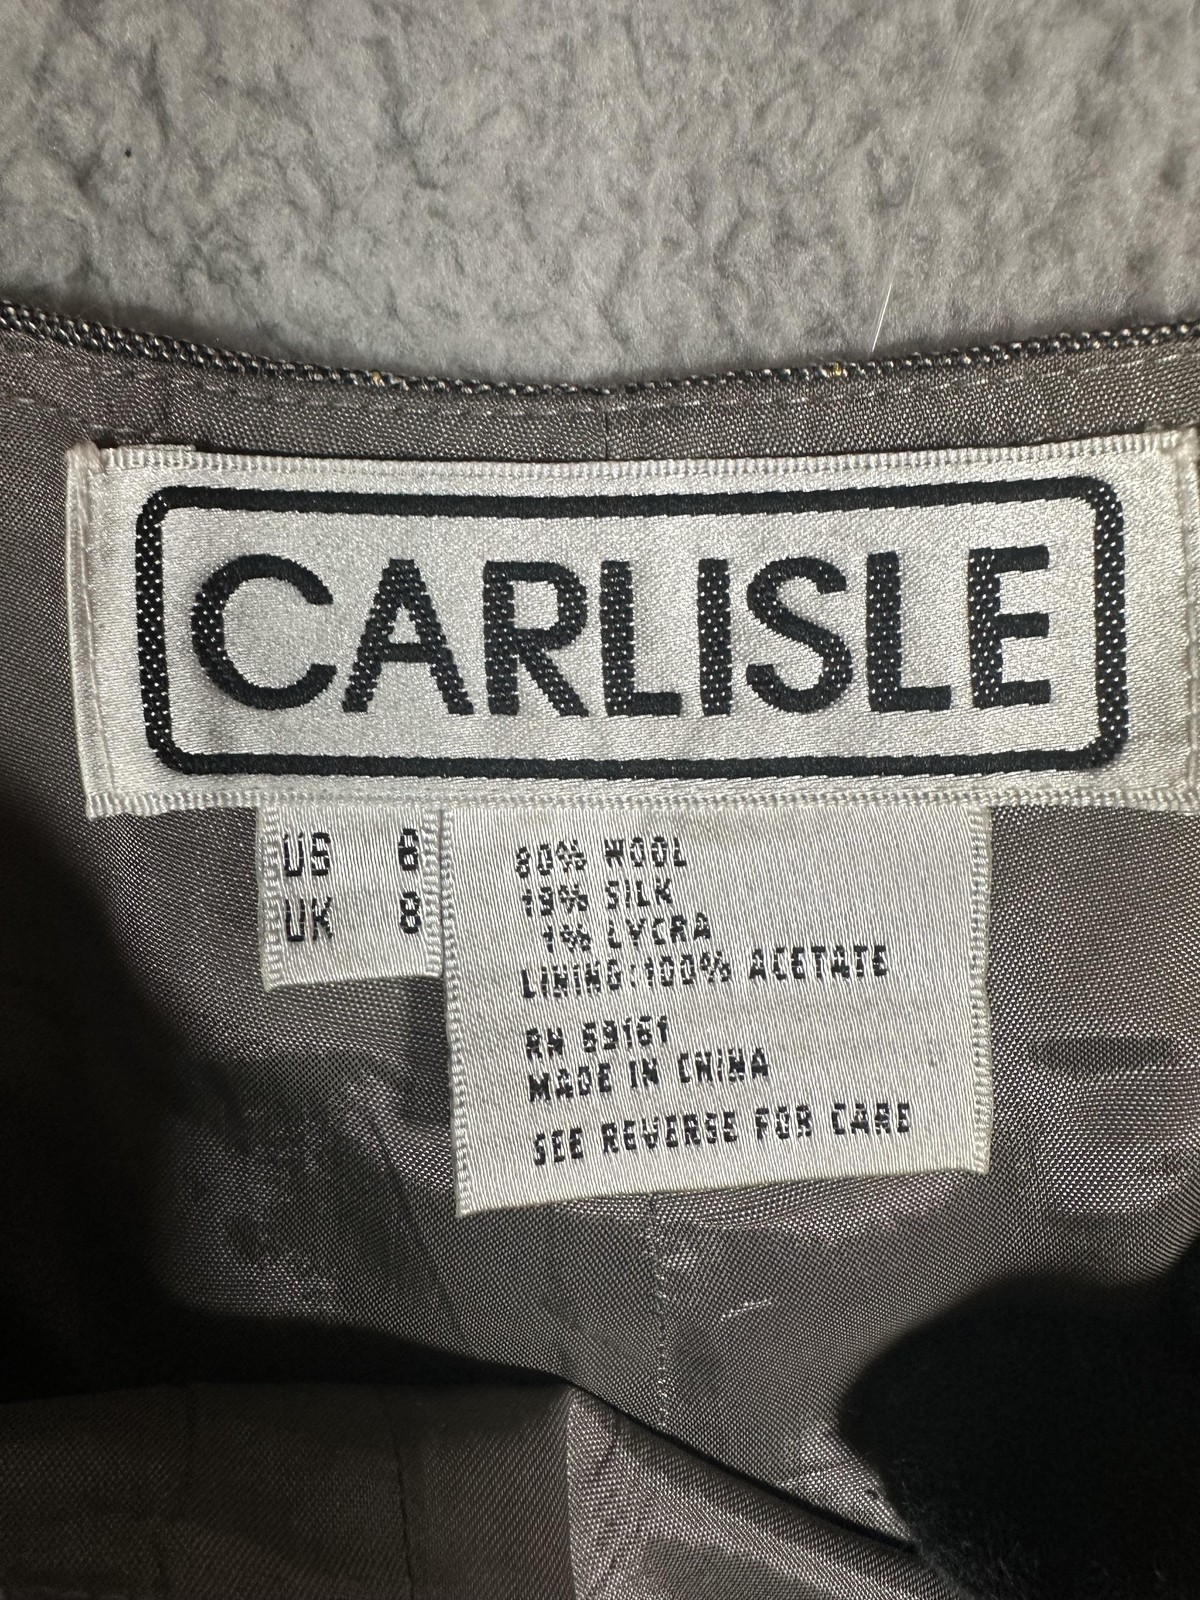 CARLISLE
US 6
UK 8
80% WOOL
19% SILK
1% LYCRA
LINING:100% ACETATE
RN 69161
MADE IN CHINA
SEE REVERSE FOR CARE